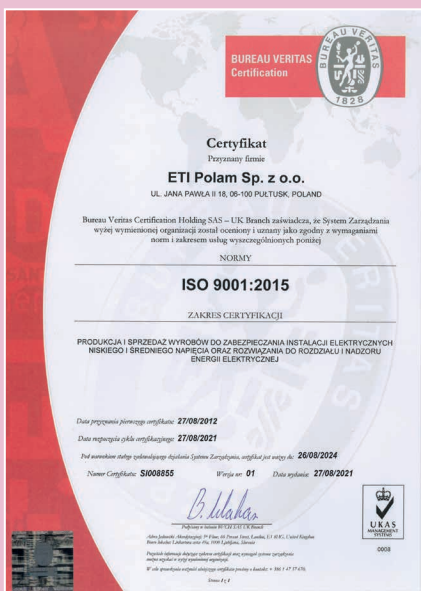 BUREAU VERITAS
Certification
BUREAU VERITAS
1828
Certyfikat
Przyznany firmie
ETI Polam Sp. z o.o.
UL. JANA PAWŁA II 18, 06-100 PUŁTUSK, POLAND
Bureau Veritas Certification Holding SAS – UK Branch zaświadcza, że System Zarządzania
wyżej wymienionej organizacji został oceniony i uznany jako zgodny z wymaganiami
norm i zakresem usług wyszczególnionych poniżej
NORMY
ISO 9001:2015
ZAKRES CERTYFIKACJI
PRODUKCJA I SPRZEDAŻ WYROBÓW DO ZABEZPIECZANIA INSTALACJI ELEKTRYCZNYCH
NISKIEGO I ŚREDNIEGO NAPIĘCIA ORAZ ROZWIĄZANIA DO ROZDZIAŁU I NADZORU
ENERGII ELEKTRYCZNEJ
Data przyznania pierwszego certyfikatu: 27/08/2012
Data rozpoczęcia cyklu certyfikacyjnego: 27/08/2021
Pod warunkiem stałego zadowalającego działania Systemu Zarządzania, certyfikat jest ważny do: 26/08/2024
Numer Certyfikatu: SI008855 Wersja nr: 01 Data wydania: 27/08/2021
UKAS
MANAGEMENT
SYSTEMS
0008
Strona 1 z 1